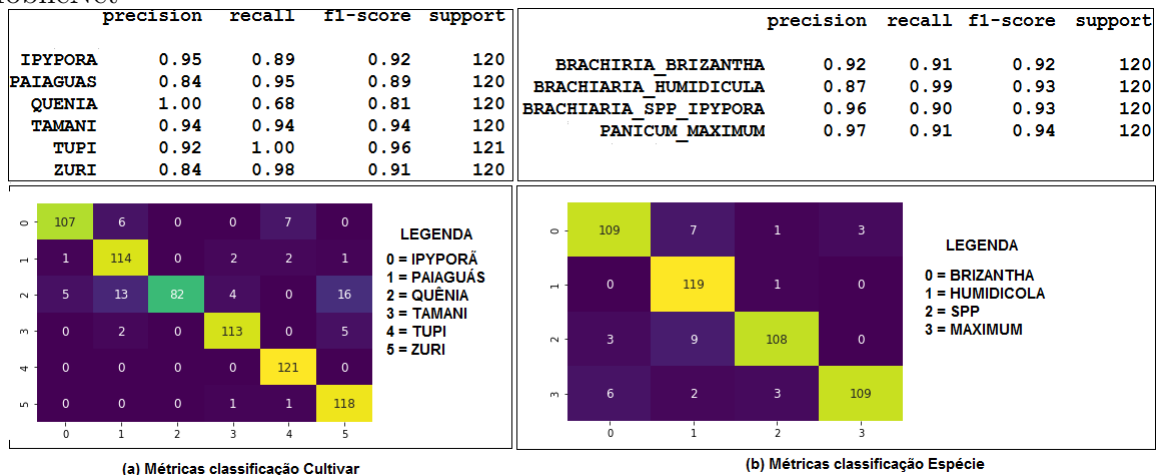 precision recall f1-score support
IPYPORA 0.95 0.89 0.92 120
PAIAGUAS 0.84 0.95 0.89 120
QUENIA 1.00 0.68 0.81 120
TAMANI 0.94 0.94 0.94 120
TUPI 0.92 1.00 0.96 121
ZURI 0.84 0.98 0.91 120
precision recall f1-score support
BRACHIRIA_BRIZANTHA 0.92 0.91 0.92 120
BRACHIARIA_HUMIDICULA 0.87 0.99 0.93 120
BRACHIARIA_SPP_IPYPORA 0.96 0.90 0.93 120
PANICUM_MAXIMUM 0.97 0.91 0.94 120
0 107 6 0 0 7 0
1 1 114 0 2 2 1
2 5 13 82 4 0 16
3 0 2 0 113 0 5
4 0 0 0 0 121 0
5 0 0 0 1 1 118
0 1 2 3 4 5
LEGENDA
0 = IPYPORÃ
1 = PAIAGUÁS
2 = QUÊNIA
3 = TAMANI
4 = TUPI
5 = ZURI
(a) Métricas classificação Cultivar
0 109 7 1 3
1 0 119 1 0
2 3 9 108 0
3 6 2 3 109
0 1 2 3
LEGENDA
0 = BRIZANTHA
1 = HUMIDICOLA
2 = SPP
3 = MAXIMUM
(b) Métricas classificação Espécie